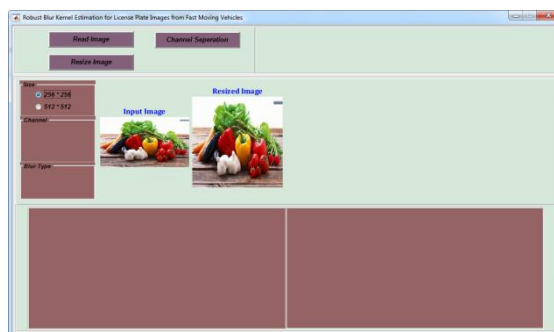 Robust Blur Kernel Estimation for License Plate Images from Fast Moving Vehicles
Read Image
Channel Seperation
Resize Image
Size
256 * 256
512 * 512
Channel
Blur Type
Input Image
Resized Image